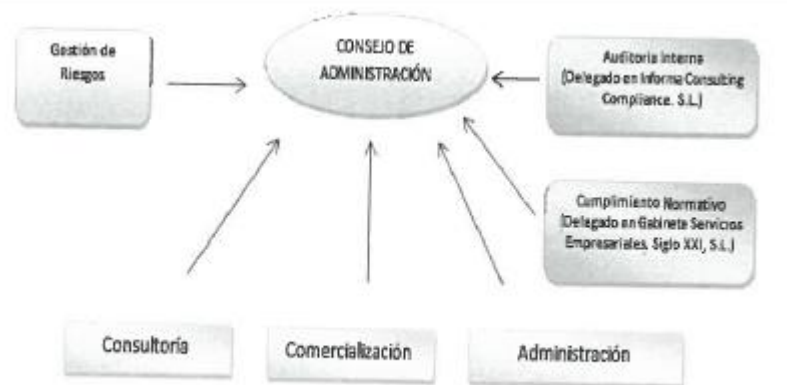 Gestión de
Riesgos
CONSEJO DE
ADMINISTRACIÓN
Auditoria Interna
(Delegado en Informa Consulting
Compliance. S.L.)
Cumplimiento Normativo
(Delegado en Gabinete Servicios
Empresariales, Siglo XXI, S.L.)
Consultoría
Comercialización
Administración